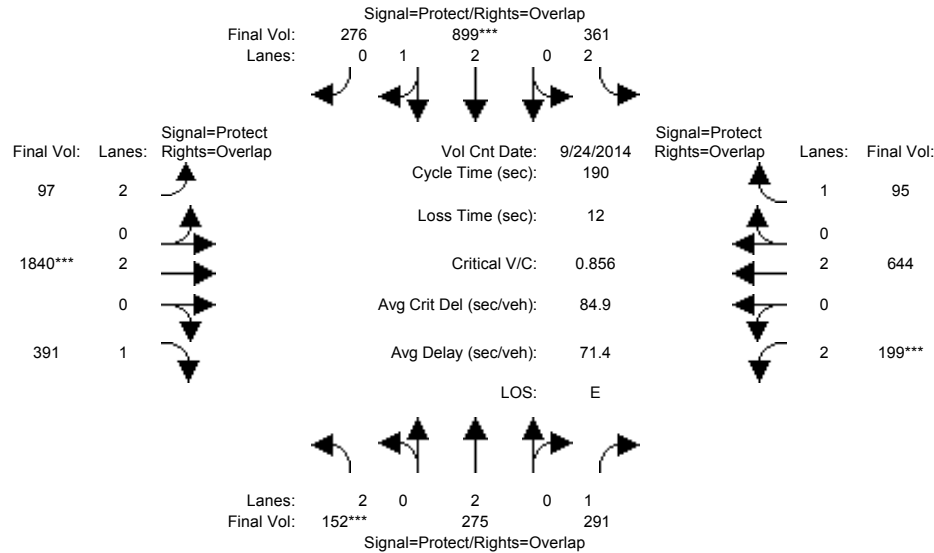 Signal=Protect/Rights=Overlap
Final Vol: 276 899*** 361
Lanes: 0 1 2 0 2
Signal=Protect
Rights=Overlap
Signal=Protect
Rights=Overlap
Final Vol: Lanes:
Vol Cnt Date: 9/24/2014
Lanes: Final Vol:
Cycle Time (sec): 190
97 2
1 95
Loss Time (sec): 12
0
0
1840*** 2
Critical V/C: 0.856
2 644
0
Avg Crit Del (sec/veh): 84.9
0
391 1
Avg Delay (sec/veh): 71.4
2 199***
LOS: E
Lanes: 2 0 2 0 1
Final Vol: 152*** 275 291
Signal=Protect/Rights=Overlap